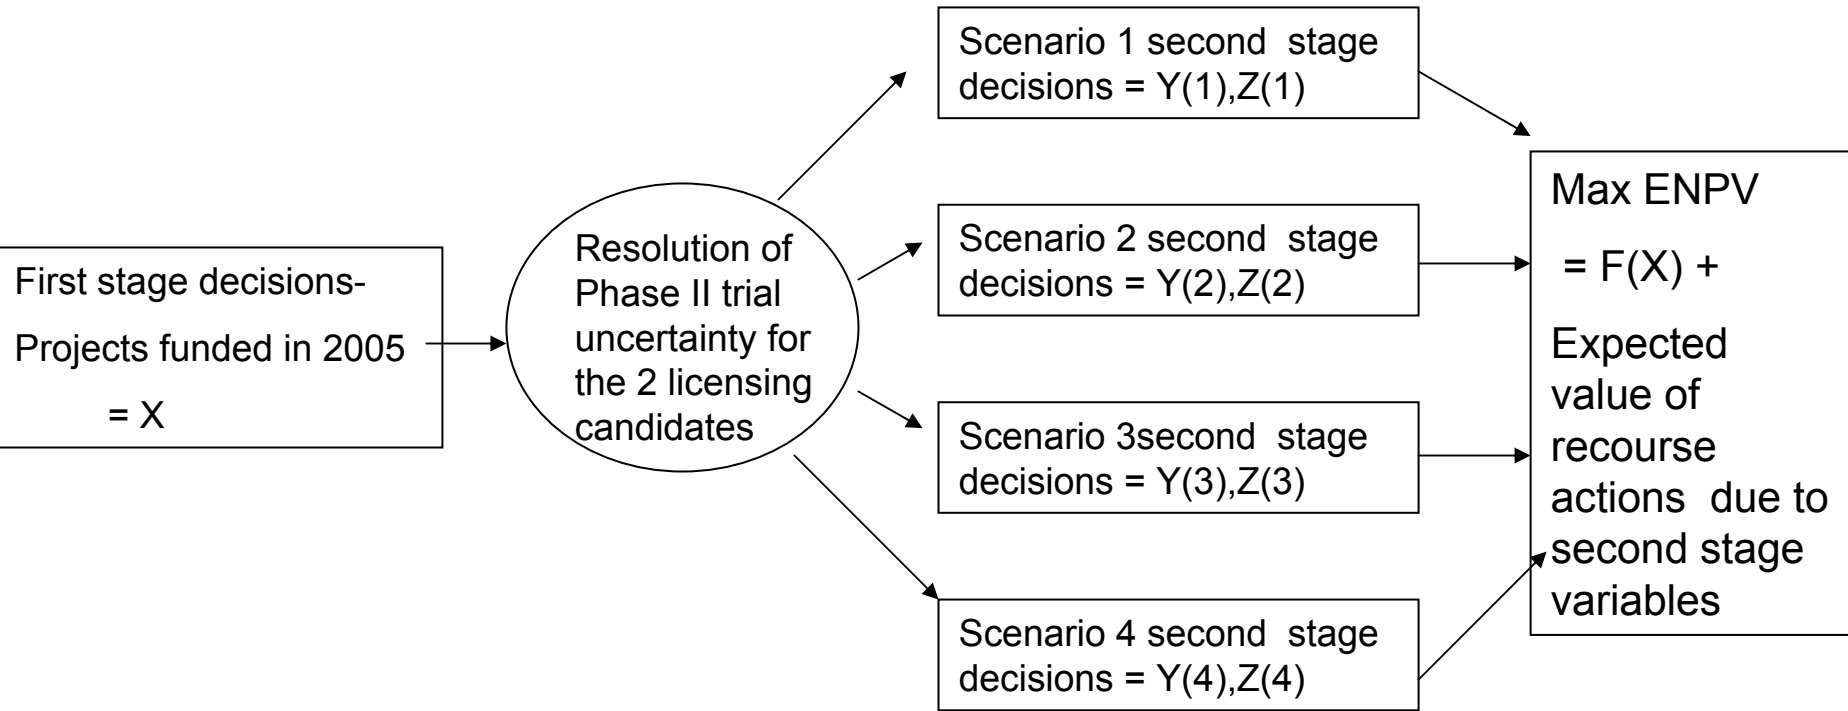 First stage decisions-
Projects funded in 2005
= X
Resolution of
Phase II trial
uncertainty for
the 2 licensing
candidates
Scenario 1 second stage
decisions = Y(1),Z(1)
Scenario 2 second stage
decisions = Y(2),Z(2)
Scenario 3second stage
decisions = Y(3),Z(3)
Scenario 4 second stage
decisions = Y(4),Z(4)
Max ENPV
= F(X) +
Expected
value of
recourse
actions due to
second stage
variables